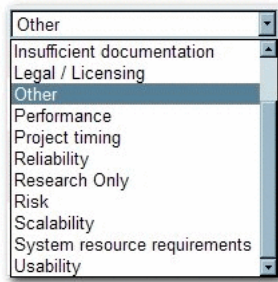 Other
Insufficient documentation
Legal / Licensing
Other
Performance
Project timing
Reliability
Research Only
Risk
Scalability
System resource requirements
Usability